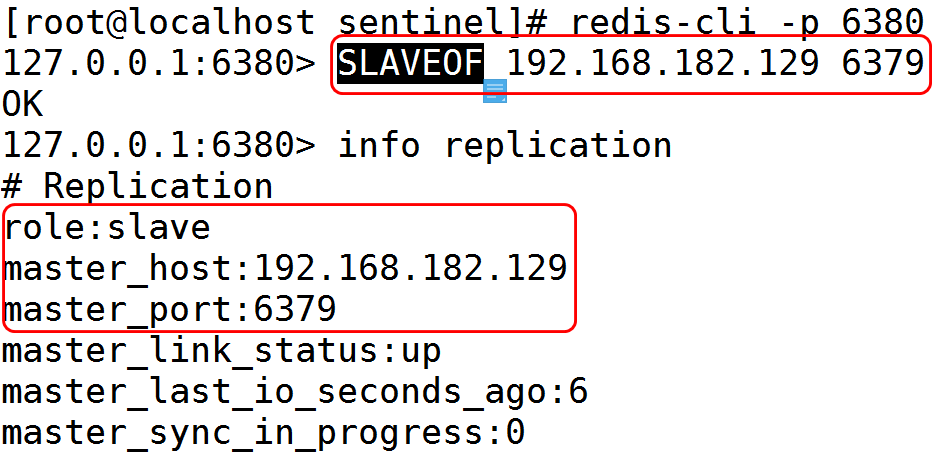 [root@localhost sentinel]# redis-cli -p 6380
127.0.0.1:6380> SLAVEOF 192.168.182.129 6379
OK
127.0.0.1:6380> info replication
# Replication
role:slave
master_host:192.168.182.129
master_port:6379
master_link_status:up
master_last_io_seconds_ago:6
master_sync_in_progress:0